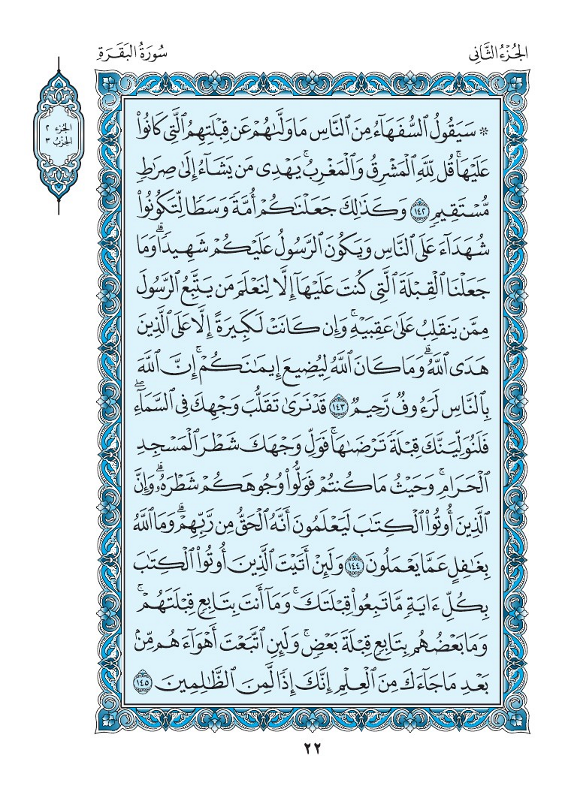 الجُزْءُ الثَّانِي
سُورَةُ البَقَرَةِ
الجزء ٢
الحزب ٣
۞ سَيَقُولُ ٱلسُّفَهَآءُ مِنَ ٱلنَّاسِ مَا وَلَّىٰهُمْ عَن قِبْلَتِهِمُ ٱلَّتِي كَانُوا۟
عَلَيْهَاۚ قُل لِّلَّهِ ٱلْمَشْرِقُ وَٱلْمَغْرِبُۚ يَهْدِي مَن يَشَآءُ إِلَىٰ صِرَٰطٍ
مُّسْتَقِيمٍ ١٤٢ وَكَذَٰلِكَ جَعَلْنَٰكُمْ أُمَّةً وَسَطًا لِّتَكُونُوا۟
شُهَدَآءَ عَلَى ٱلنَّاسِ وَيَكُونَ ٱلرَّسُولُ عَلَيْكُمْ شَهِيدًاۗ وَمَا
جَعَلْنَا ٱلْقِبْلَةَ ٱلَّتِي كُنتَ عَلَيْهَآ إِلَّا لِنَعْلَمَ مَن يَتَّبِعُ ٱلرَّسُولَ
مِمَّن يَنقَلِبُ عَلَىٰ عَقِبَيْهِۚ وَإِن كَانَتْ لَكَبِيرَةً إِلَّا عَلَى ٱلَّذِينَ
هَدَى ٱللَّهُۗ وَمَا كَانَ ٱللَّهُ لِيُضِيعَ إِيمَٰنَكُمْۚ إِنَّ ٱللَّهَ
بِٱلنَّاسِ لَرَءُوفٌ رَّحِيمٌ ١٤٣ قَدْ نَرَىٰ تَقَلُّبَ وَجْهِكَ فِي ٱلسَّمَآءِۖ
فَلَنُوَلِّيَنَّكَ قِبْلَةً تَرْضَىٰهَاۚ فَوَلِّ وَجْهَكَ شَطْرَ ٱلْمَسْجِدِ
ٱلْحَرَامِۚ وَحَيْثُ مَا كُنتُمْ فَوَلُّوا۟ وُجُوهَكُمْ شَطْرَهُۥۗ وَإِنَّ
ٱلَّذِينَ أُوتُوا۟ ٱلْكِتَٰبَ لَيَعْلَمُونَ أَنَّهُ ٱلْحَقُّ مِن رَّبِّهِمْۗ وَمَا ٱللَّهُ
بِغَٰفِلٍ عَمَّا يَعْمَلُونَ ١٤٤ وَلَئِنْ أَتَيْتَ ٱلَّذِينَ أُوتُوا۟ ٱلْكِتَٰبَ
بِكُلِّ ءَايَةٍ مَّا تَبِعُوا۟ قِبْلَتَكَۚ وَمَآ أَنتَ بِتَابِعٍ قِبْلَتَهُمْۚ
وَمَا بَعْضُهُم بِتَابِعٍ قِبْلَةَ بَعْضٍۚ وَلَئِنِ ٱتَّبَعْتَ أَهْوَآءَهُم مِّنۢ
بَعْدِ مَا جَآءَكَ مِنَ ٱلْعِلْمِ إِنَّكَ إِذًا لَّمِنَ ٱلظَّٰلِمِينَ ١٤٥
٢٢